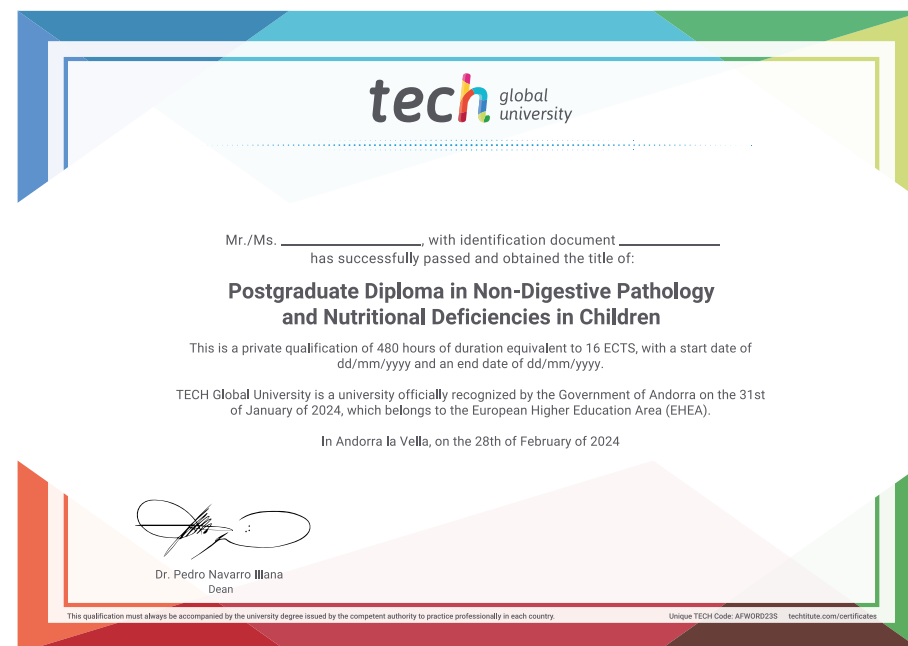 tech global university
Mr./Ms. ____________, with identification document ____________
has successfully passed and obtained the title of:
Postgraduate Diploma in Non-Digestive Pathology
and Nutritional Deficiencies in Children
This is a private qualification of 480 hours of duration equivalent to 16 ECTS, with a start date of
dd/mm/yyyy and an end date of dd/mm/yyyy.
TECH Global University is a university officially recognized by the Government of Andorra on the 31st
of January of 2024, which belongs to the European Higher Education Area (EHEA).
In Andorra la Vella, on the 28th of February of 2024
Dr. Pedro Navarro Illana
Dean
This qualification must always be accompanied by the university degree issued by the competent authority to practice professionally in each country. Unique TECH Code: AFWORD23S techtitute.com/certificates